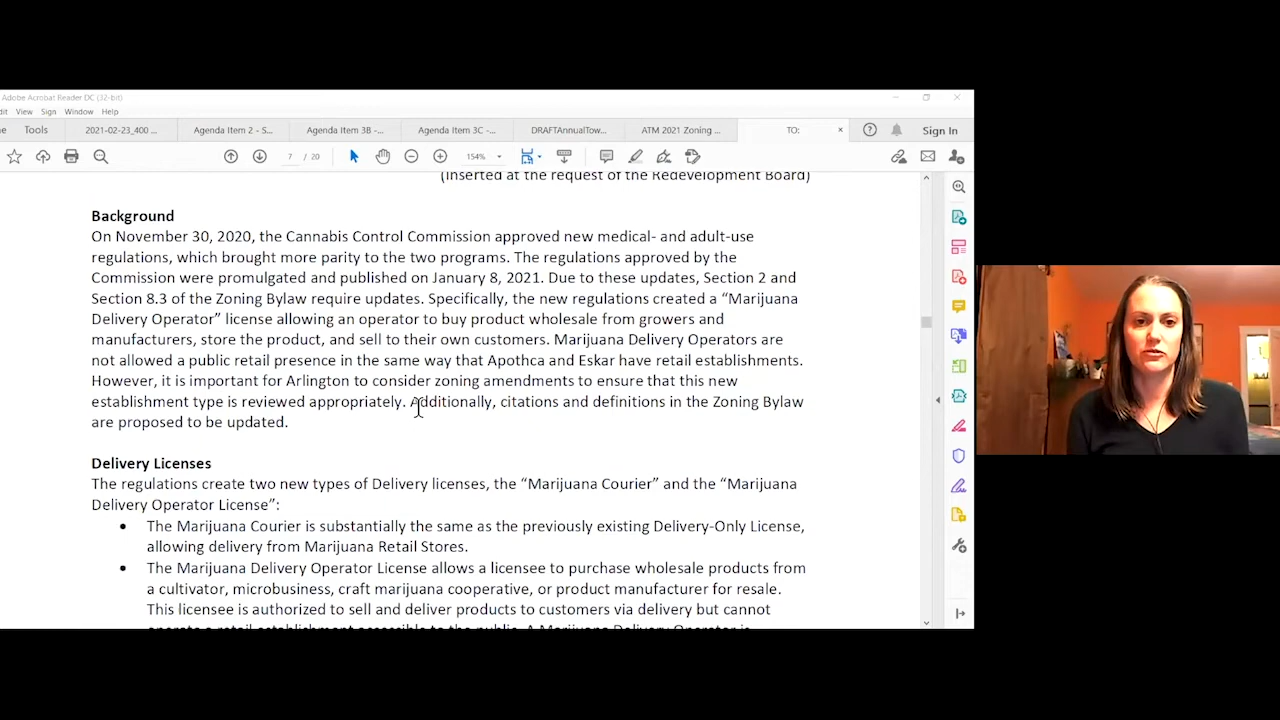 Adobe Acrobat Reader DC (32-bit)
dit View Sign Window Help
e Tools 2021-02-23_400 ... Agenda Item 2 - S... Agenda Item 3B -... Agenda Item 3C -... DRAFTAnnualTow... ATM 2021 Zoning ... TO: × Sign In
7 / 20 154%
(Inserted at the request of the Redevelopment Board)
Background
On November 30, 2020, the Cannabis Control Commission approved new medical- and adult-use
regulations, which brought more parity to the two programs. The regulations approved by the
Commission were promulgated and published on January 8, 2021. Due to these updates, Section 2 and
Section 8.3 of the Zoning Bylaw require updates. Specifically, the new regulations created a “Marijuana
Delivery Operator” license allowing an operator to buy product wholesale from growers and
manufacturers, store the product, and sell to their own customers. Marijuana Delivery Operators are
not allowed a public retail presence in the same way that Apothca and Eskar have retail establishments.
However, it is important for Arlington to consider zoning amendments to ensure that this new
establishment type is reviewed appropriately. Additionally, citations and definitions in the Zoning Bylaw
are proposed to be updated.
Delivery Licenses
The regulations create two new types of Delivery licenses, the “Marijuana Courier” and the “Marijuana
Delivery Operator License”:
• The Marijuana Courier is substantially the same as the previously existing Delivery-Only License,
allowing delivery from Marijuana Retail Stores.
• The Marijuana Delivery Operator License allows a licensee to purchase wholesale products from
a cultivator, microbusiness, craft marijuana cooperative, or product manufacturer for resale.
This licensee is authorized to sell and deliver products to customers via delivery but cannot
operate a retail establishment accessible to the public. A Marijuana Delivery Operator is